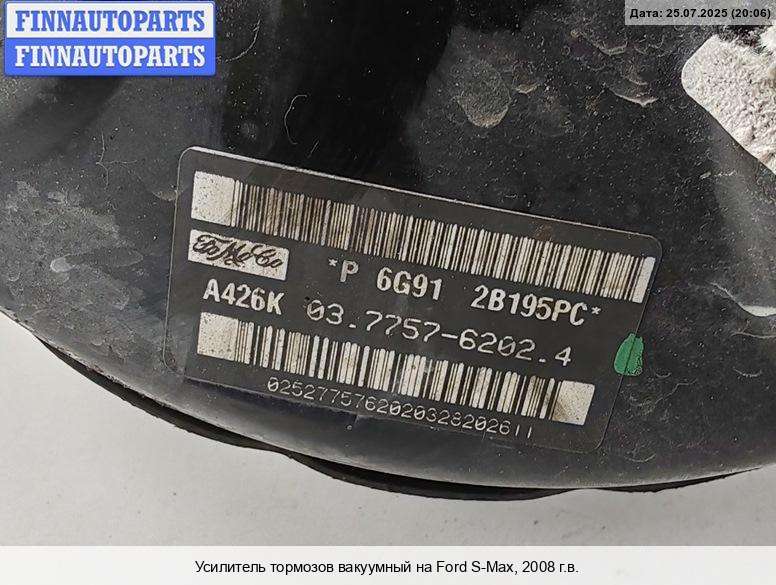 FINNAUTOPARTS
FINNAUTOPARTS
Дата: 25.07.2025 (20:06)
FoMoCo
*P 6G91 2B195PC*
A426K 03.7757-6202.4
0252775762020328202611
Усилитель тормозов вакуумный на Ford S-Max, 2008 г.в.